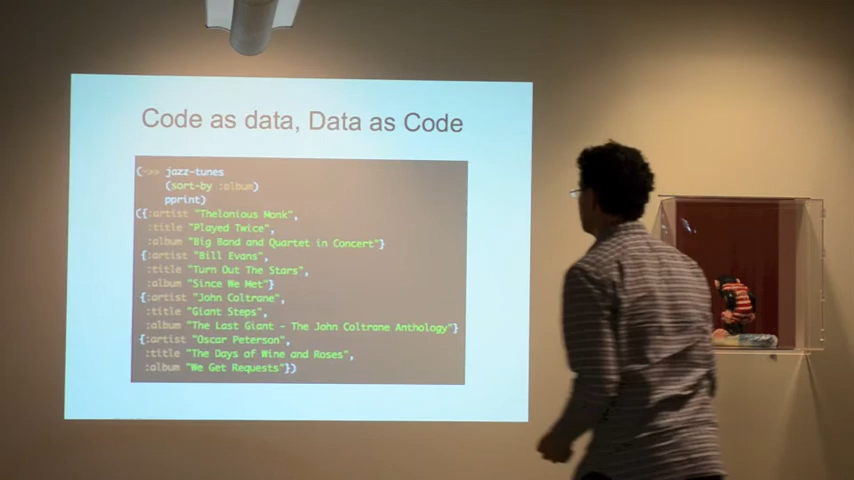 Code as data, Data as Code
(->> jazz-tunes
(sort-by :album)
pprint)
({:artist "Thelonious Monk",
:title "Played Twice",
:album "Big Band and Quartet in Concert"}
{:artist "Bill Evans",
:title "Turn Out The Stars",
:album "Since We Met"}
{:artist "John Coltrane",
:title "Giant Steps",
:album "The Last Giant - The John Coltrane Anthology"}
{:artist "Oscar Peterson",
:title "The Days of Wine and Roses",
:album "We Get Requests"})